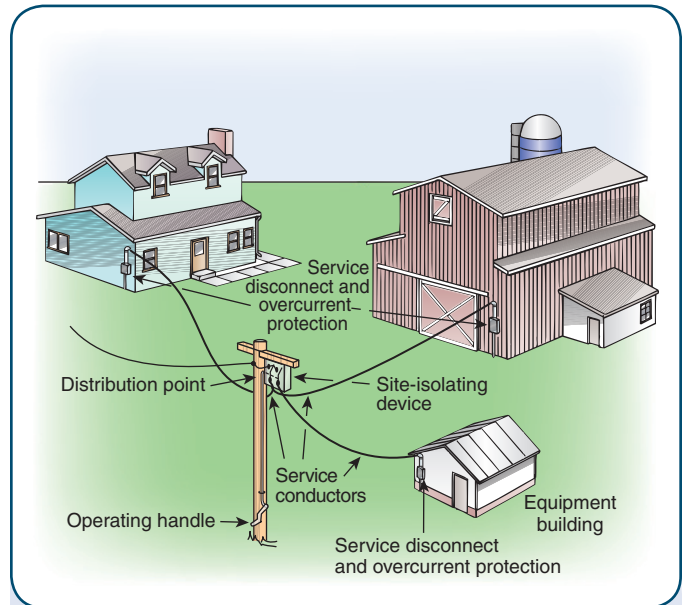 Service
disconnect and
overcurrent
protection
Distribution point
Site-isolating
device
Service
conductors
Operating handle
Equipment
building
Service disconnect
and overcurrent protection